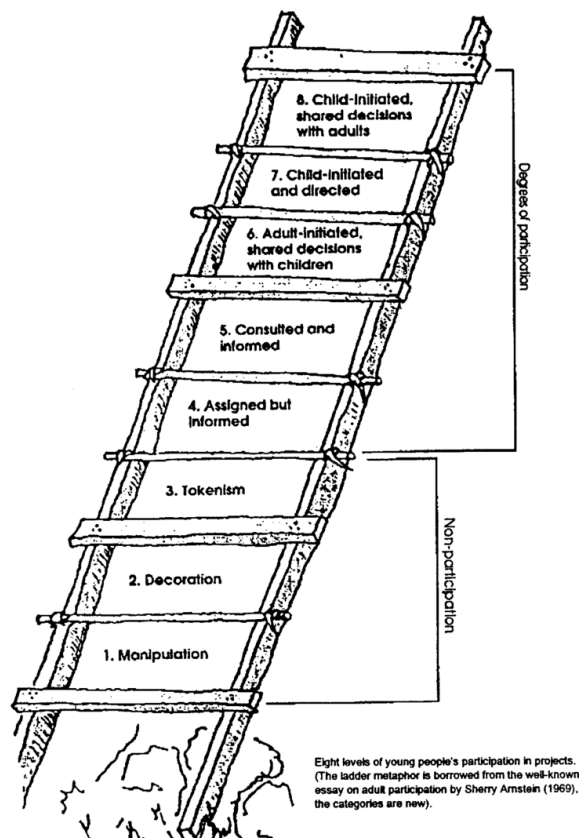 8. Child-initiated,
shared decisions
with adults
7. Child-initiated
and directed
6. Adult-initiated,
shared decisions
with children
5. Consulted and
informed
4. Assigned but
informed
3. Tokenism
2. Decoration
1. Manipulation
Degrees of participation
Non-participation
Eight levels of young people's participation in projects.
(The ladder metaphor is borrowed from the well-known
essay on adult participation by Sherry Arnstein (1969),
the categories are new).